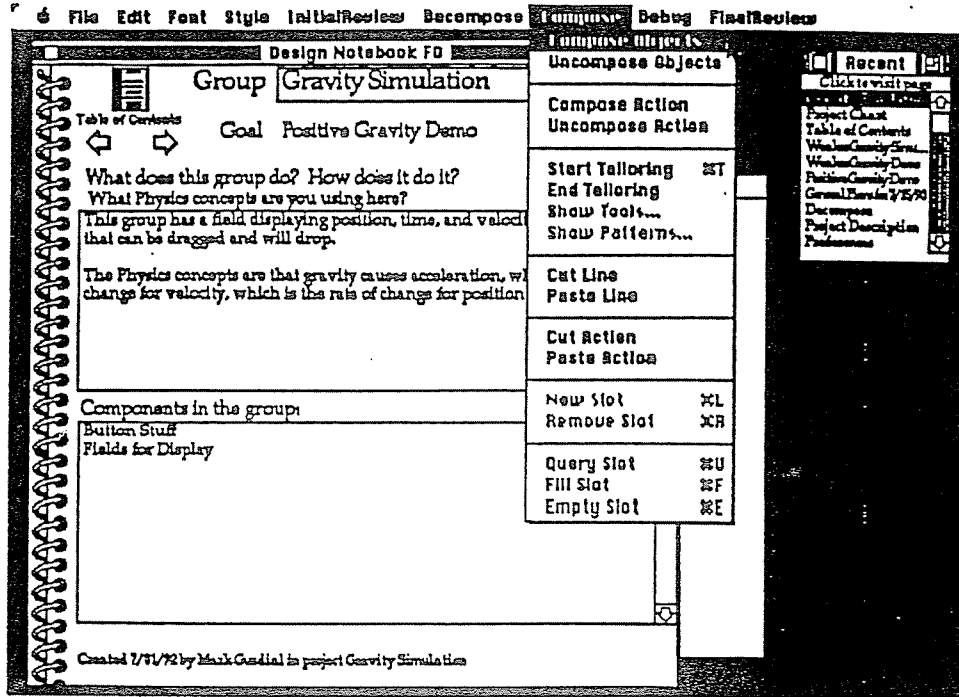 File Edit Font Style InitialReview Decompose Compose Debug FinalReview
Design Notebook FD
Group Gravity Simulation
Table of Contents
Goal Positive Gravity Demo
What does this group do? How does it do it?
What Physics concepts are you using here?
This group has a field displaying position, time, and
that can be dragged and will drop.
The Physics concepts are that gravity causes acceleration,
change for velocity, which is the rate of change for position
Components in the group:
Button Stuff
Fields for Display
Created by Mark Guzdial in project Gravity Simulation
Compose Objects
Uncompose Objects
Compose Action
Uncompose Action
Start Tailoring ⌘T
End Tailoring
Show Tools...
Show Patterns...
Cut Line
Paste Line
Cut Action
Paste Action
New Slot ⌘L
Remove Slot ⌘R
Query Slot ⌘U
Fill Slot ⌘F
Empty Slot ⌘E
Recent
Click to visit page
Project Chart
Table of Contents
WeakerGravityDemo
PositiveGravityDemo
Decompose
Project Description
Preferences